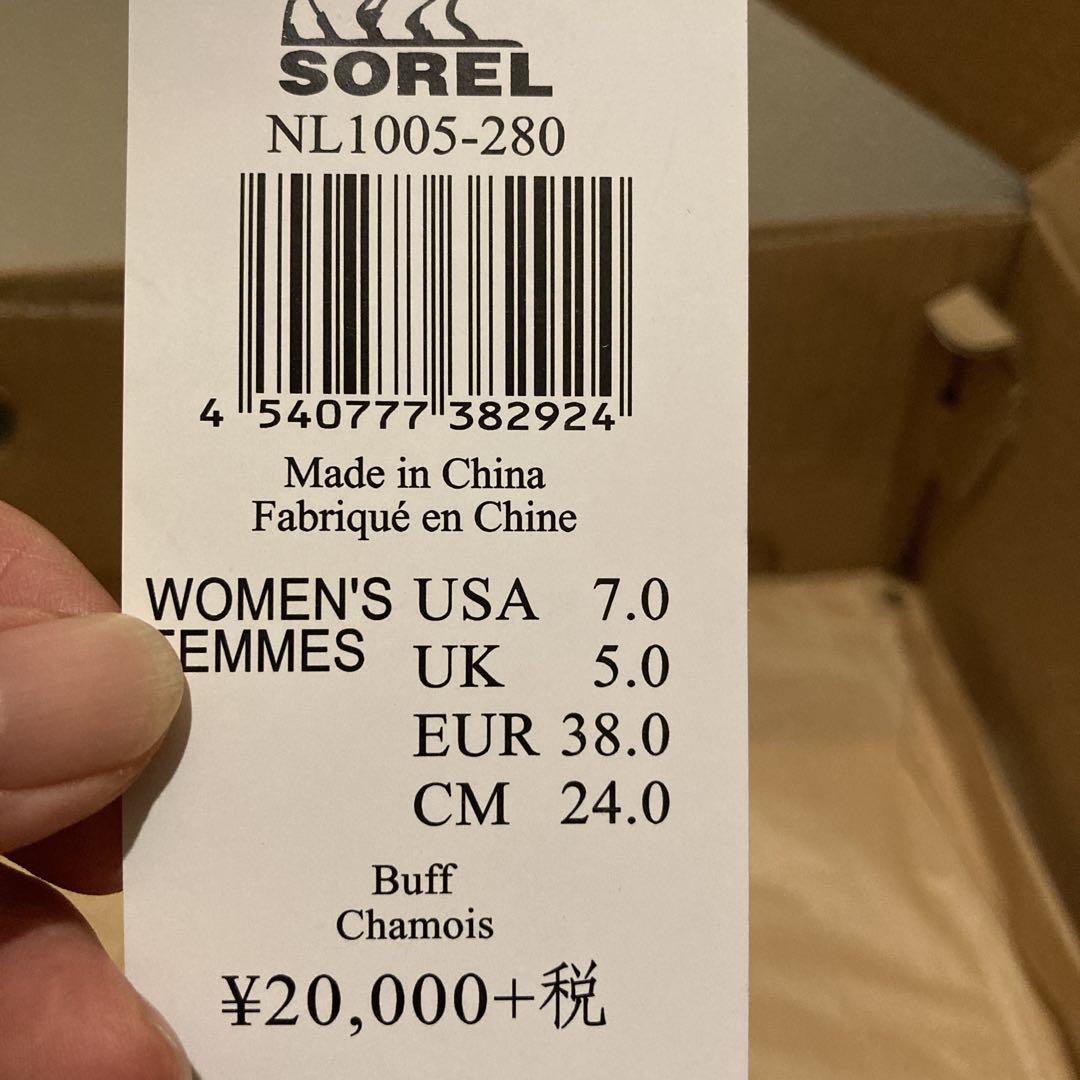 SOREL
NL1005-280
4 540777 382924
Made in China
Fabriqué en Chine
WOMEN'S USA 7.0
FEMMES
UK 5.0
EUR 38.0
CM 24.0
Buff
Chamois
¥20,000+税